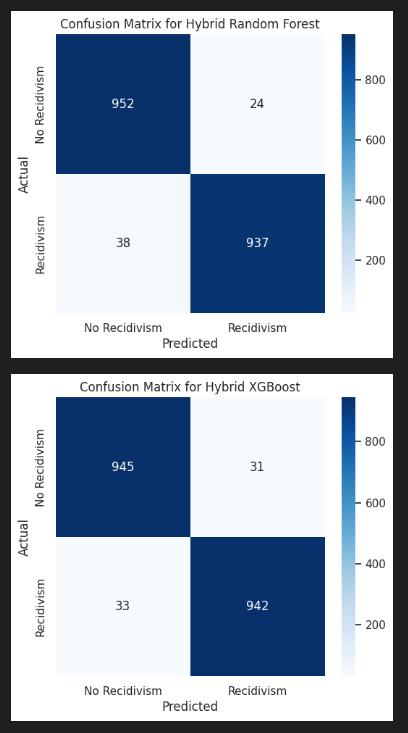 Confusion Matrix for Hybrid Random Forest
No Recidivism
952
24
800
600
Actual
400
Recidivism
38
937
200
No Recidivism
Recidivism
Predicted
Confusion Matrix for Hybrid XGBoost
No Recidivism
945
31
800
600
Actual
400
Recidivism
33
942
200
No Recidivism
Recidivism
Predicted